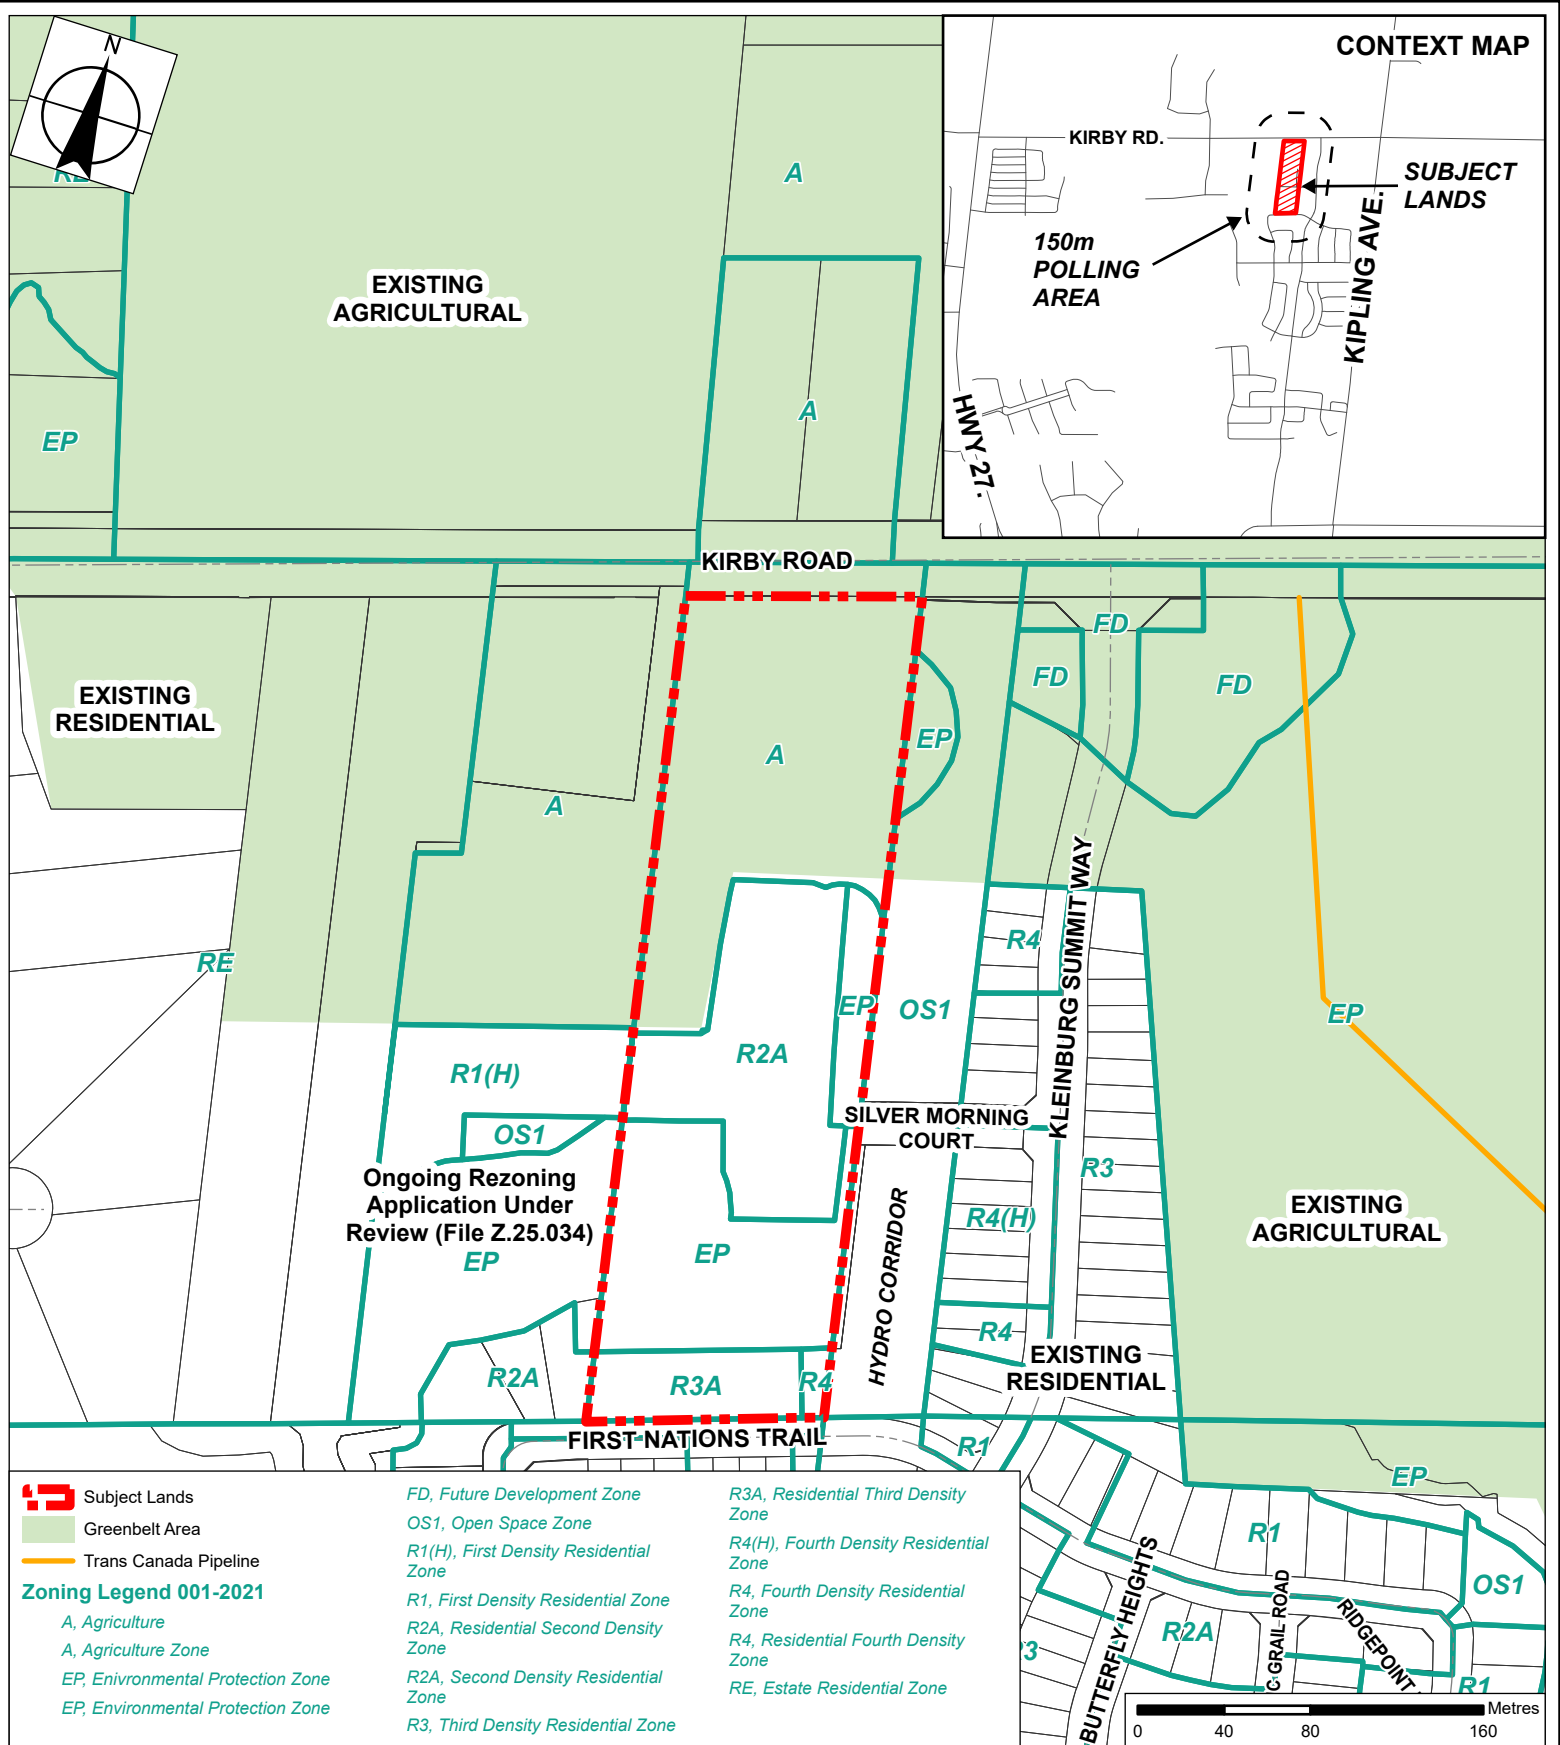 N
CONTEXT MAP
KIRBY RD.
SUBJECT
LANDS
150m
POLLING
AREA
KIPLING AVE.
HWY 27.
RE
A
EXISTING
AGRICULTURAL
A
EP
KIRBY ROAD
FD
FD
FD
EXISTING
RESIDENTIAL
EP
A
A
KLEINBURG SUMMIT WAY
R4
RE
EP
OS1
EP
R2A
R1(H)
SILVER MORNING
COURT
OS1
R3
Ongoing Rezoning
Application Under
Review (File Z.25.034)
EXISTING
AGRICULTURAL
R4(H)
HYDRO CORRIDOR
EP
EP
R4
EXISTING
RESIDENTIAL
R2A
R3A
R4
FIRST NATIONS TRAIL
R1
EP
R1
OS1
BUTTERFLY HEIGHTS
GRAIL ROAD
RIDGEPOINT
R2A
R1
Subject Lands
Greenbelt Area
Trans Canada Pipeline
Zoning Legend 001-2021
A, Agriculture
A, Agriculture Zone
EP, Enivronmental Protection Zone
EP, Environmental Protection Zone
FD, Future Development Zone
OS1, Open Space Zone
R1(H), First Density Residential
Zone
R1, First Density Residential Zone
R2A, Residential Second Density
Zone
R2A, Second Density Residential
Zone
R3, Third Density Residential Zone
R3A, Residential Third Density
Zone
R4(H), Fourth Density Residential
Zone
R4, Fourth Density Residential
Zone
R4, Residential Fourth Density
Zone
RE, Estate Residential Zone
Metres
0 40 80 160